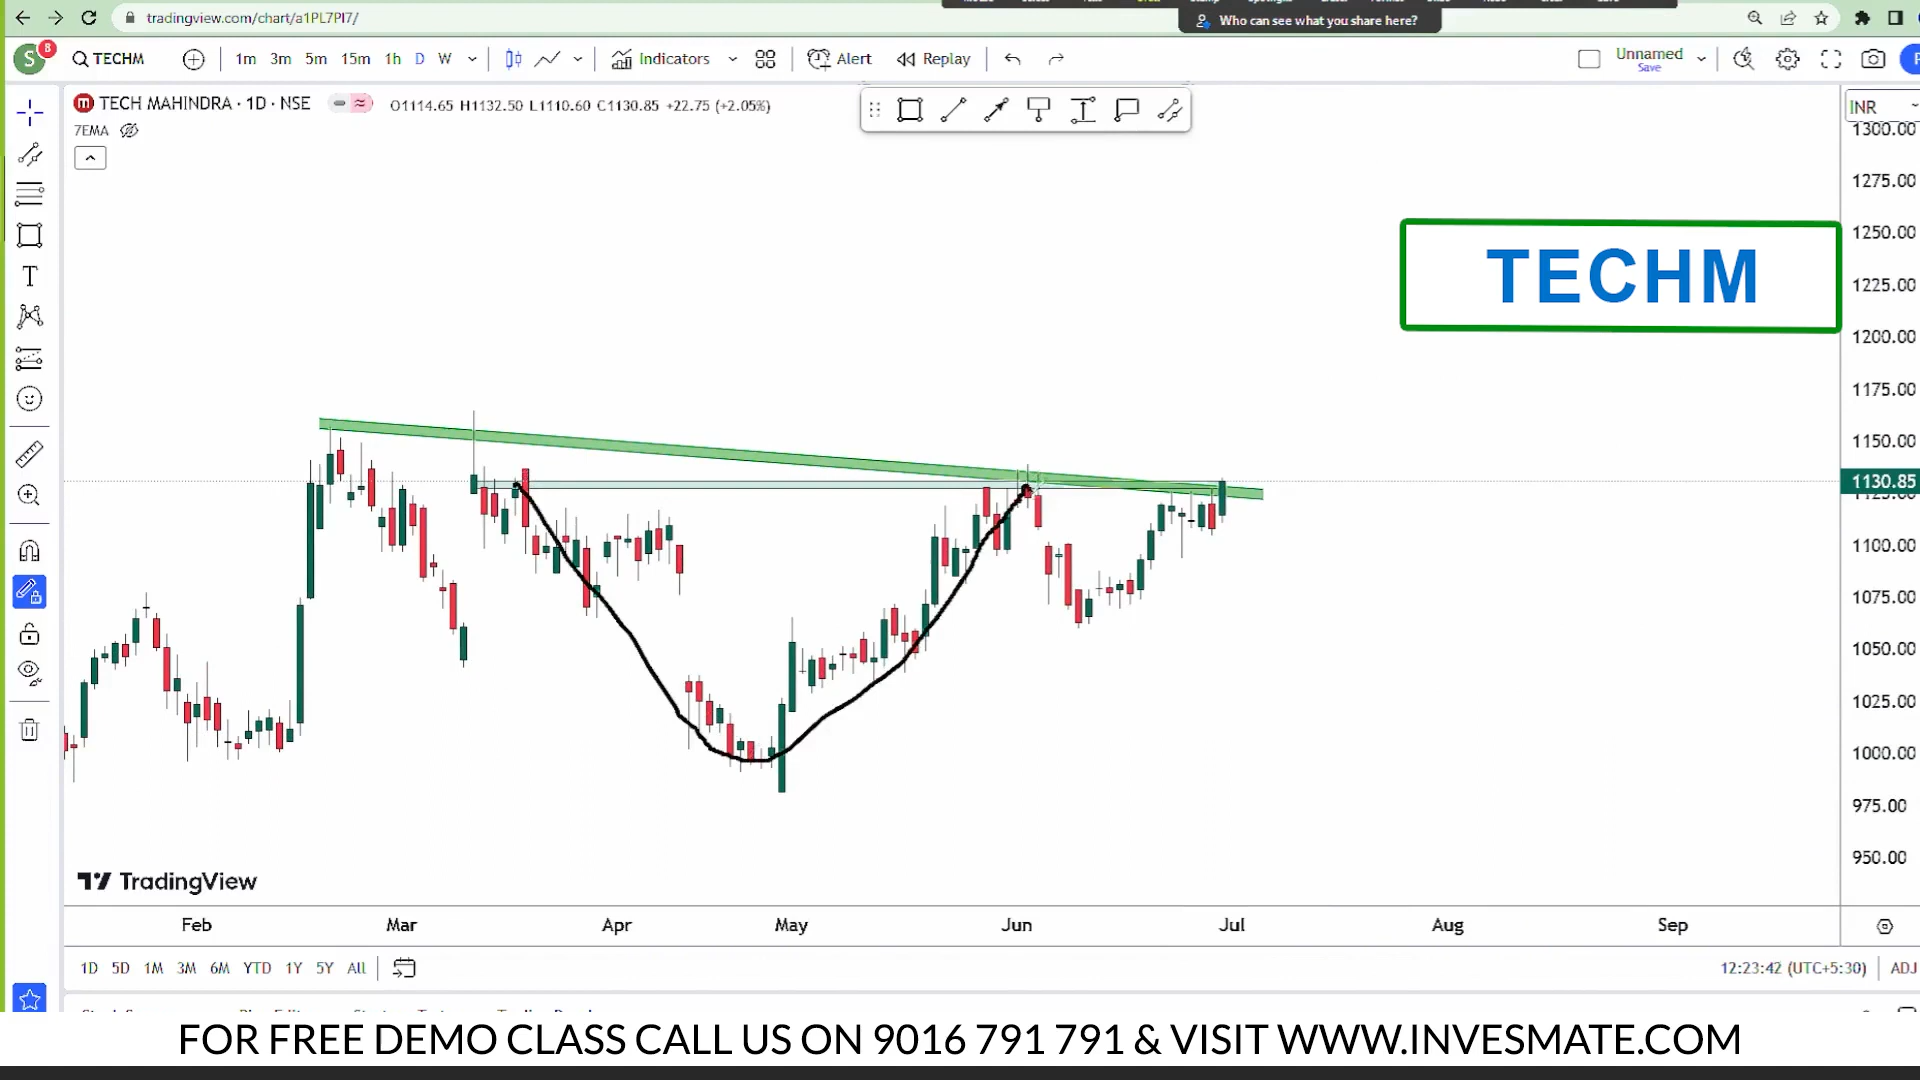 tradingview.com/chart/a1PL7PI7/
Who can see what you share here?
S 8 TECHM 1m 3m 5m 15m 1h D W Indicators Alert Replay Unnamed
Save
TECH MAHINDRA · 1D · NSE O1114.65 H1132.50 L1110.60 C1130.85 +22.75 (+2.05%)
INR
7EMA
1300.00
1275.00
1250.00
TECHM
1225.00
1200.00
1175.00
1150.00
1130.85
1100.00
1075.00
1050.00
1025.00
1000.00
975.00
950.00
TradingView
Feb Mar Apr May Jun Jul Aug Sep
1D 5D 1M 3M 6M YTD 1Y 5Y All 12:23:42 (UTC+5:30) ADJ
FOR FREE DEMO CLASS CALL US ON 9016 791 791 & VISIT WWW.INVESMATE.COM